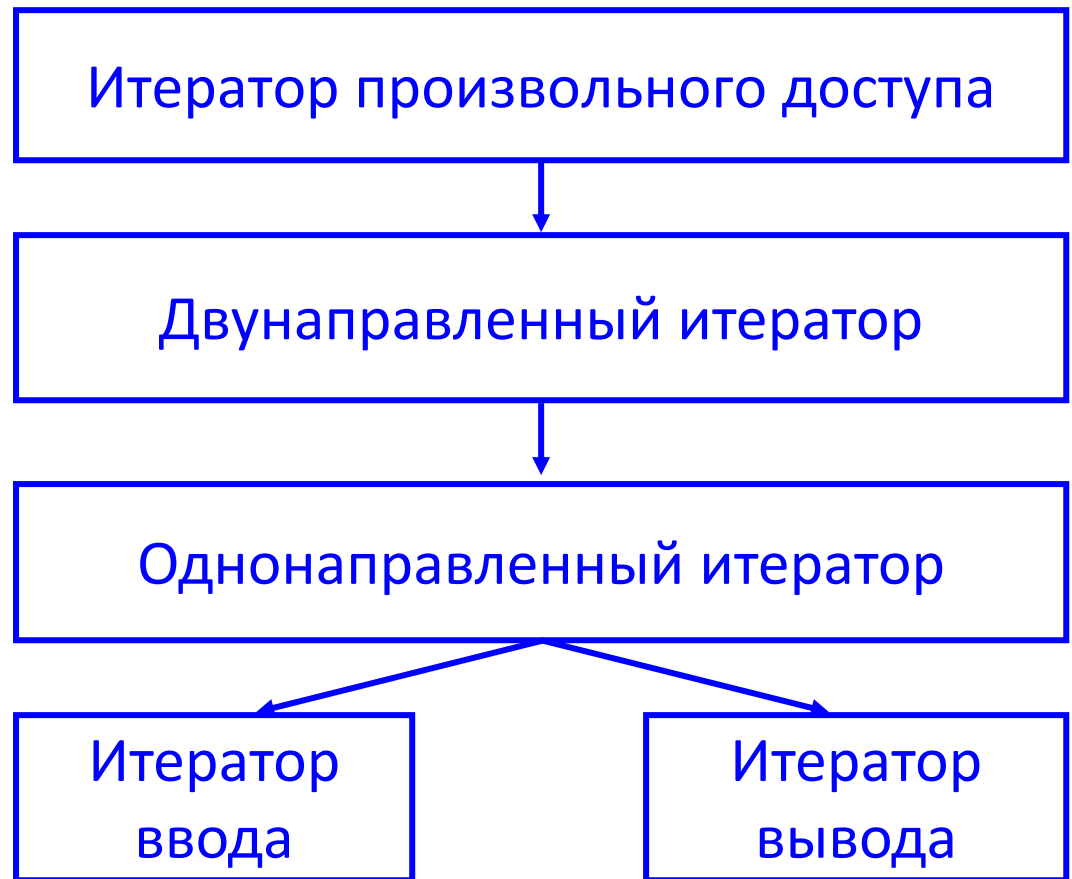 Итератор произвольного доступа
Двунаправленный итератор
Однонаправленный итератор
Итератор
ввода
Итератор
вывода